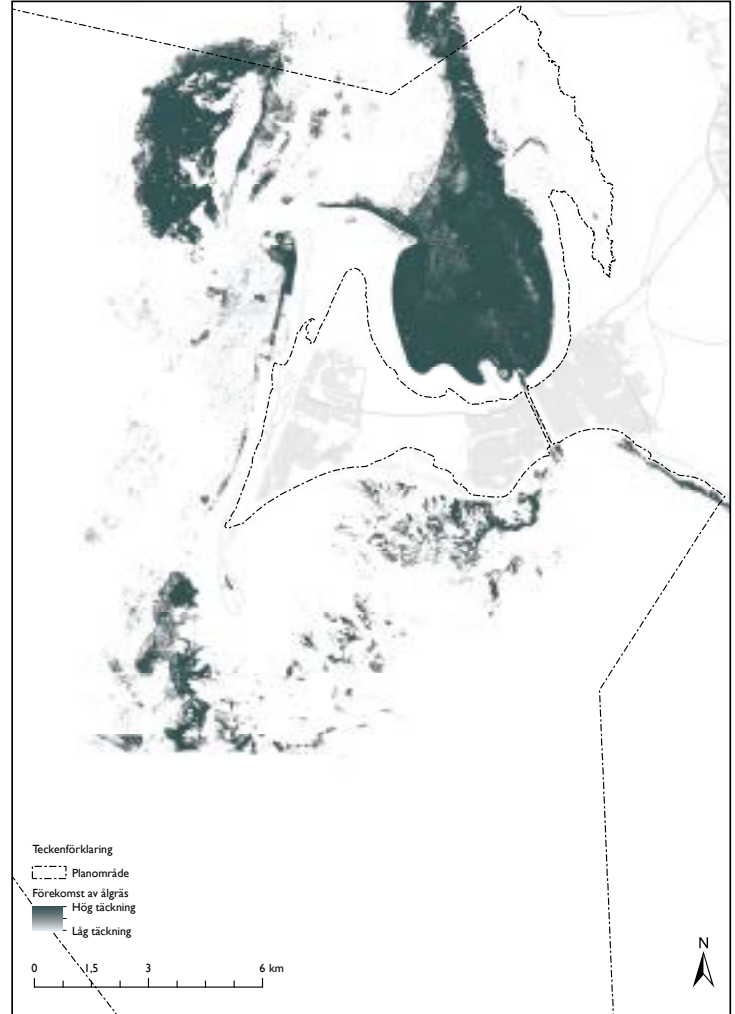 Teckenförklaring
Planområde
Förekomst av ålgräs
Hög täckning
Låg täckning
0 1,5 3 6 km
N